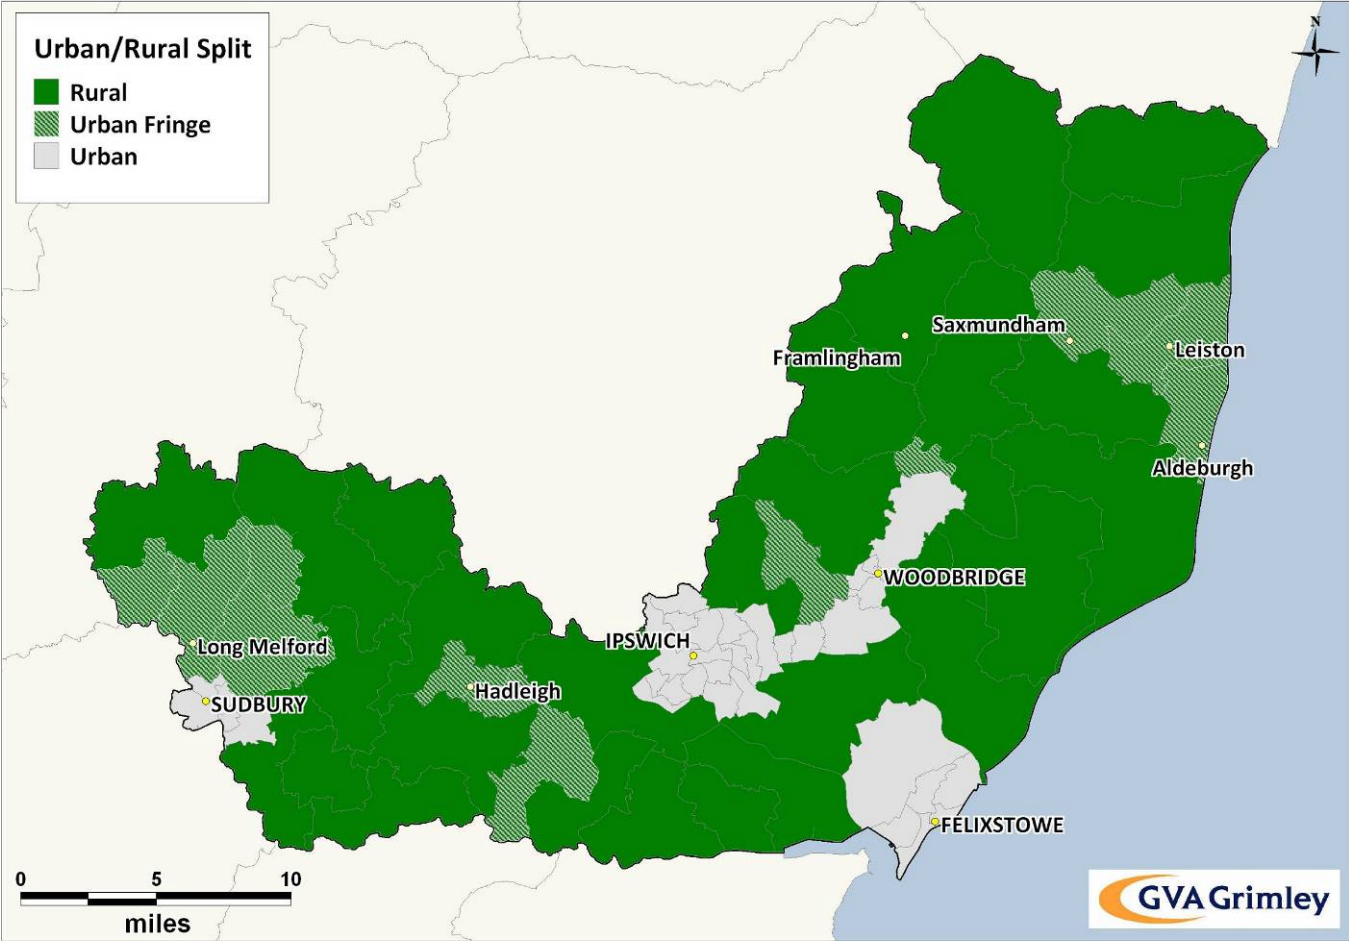 Urban/Rural Split
Rural
Urban Fringe
Urban
N
Saxmundham
Framlingham
Leiston
Aldeburgh
WOODBRIDGE
IPSWICH
Long Melford
Hadleigh
SUDBURY
FELIXSTOWE
0 5 10
miles
GVA Grimley